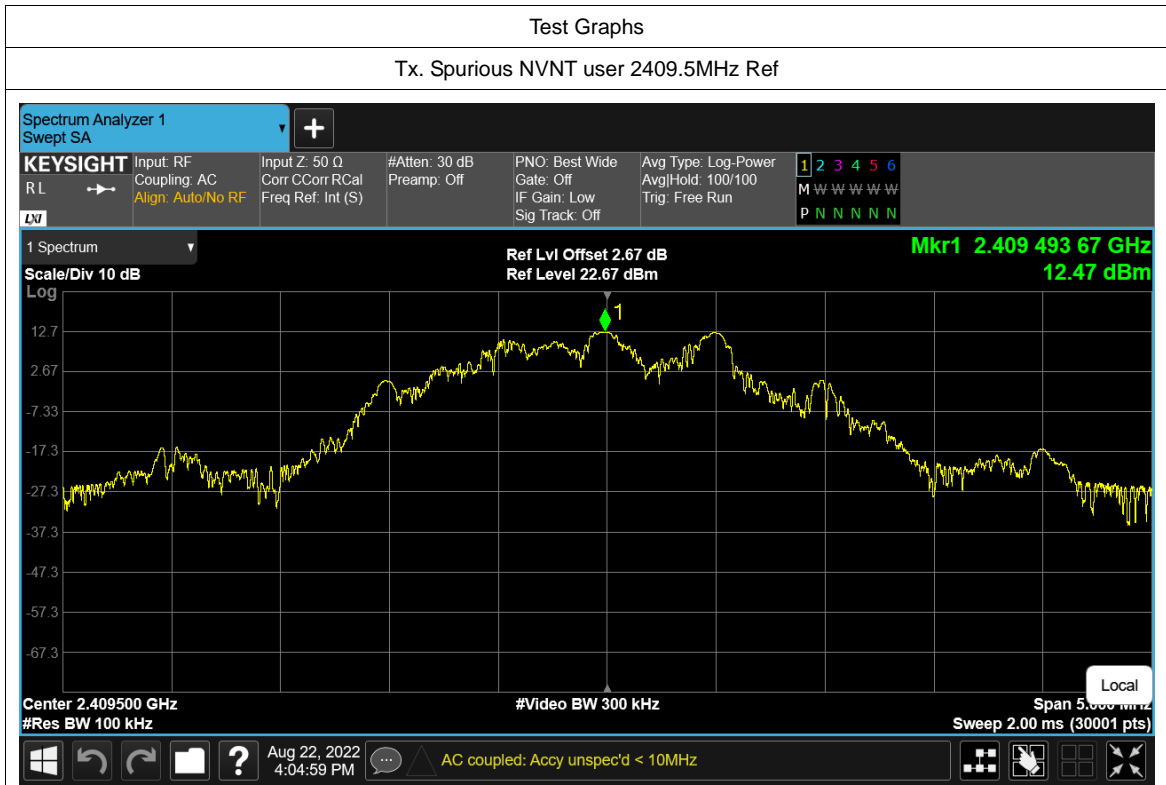 Test Graphs
Tx. Spurious NVNT user 2409.5MHz Ref
Spectrum Analyzer 1
Swept SA
+
KEYSIGHT
R L
LXI
Input: RF
Coupling: AC
Align: Auto/No RF
Input Z: 50 Ω
Corr CCorr RCal
Freq Ref: Int (S)
#Atten: 30 dB
Preamp: Off
PNO: Best Wide
Gate: Off
IF Gain: Low
Sig Track: Off
Avg Type: Log-Power
Avg|Hold: 100/100
Trig: Free Run
1 2 3 4 5 6
M W W W W W
P N N N N N
1 Spectrum
Scale/Div 10 dB
Log
Ref Lvl Offset 2.67 dB
Ref Level 22.67 dBm
Mkr1 2.409 493 67 GHz
12.47 dBm
1
12.7
2.67
-7.33
-17.3
-27.3
-37.3
-47.3
-57.3
-67.3
Local
Center 2.409500 GHz
#Video BW 300 kHz
Span 5.000 MHz
#Res BW 100 kHz
Sweep 2.00 ms (30001 pts)
?
Aug 22, 2022
4:04:59 PM
AC coupled: Accy unspec'd < 10MHz